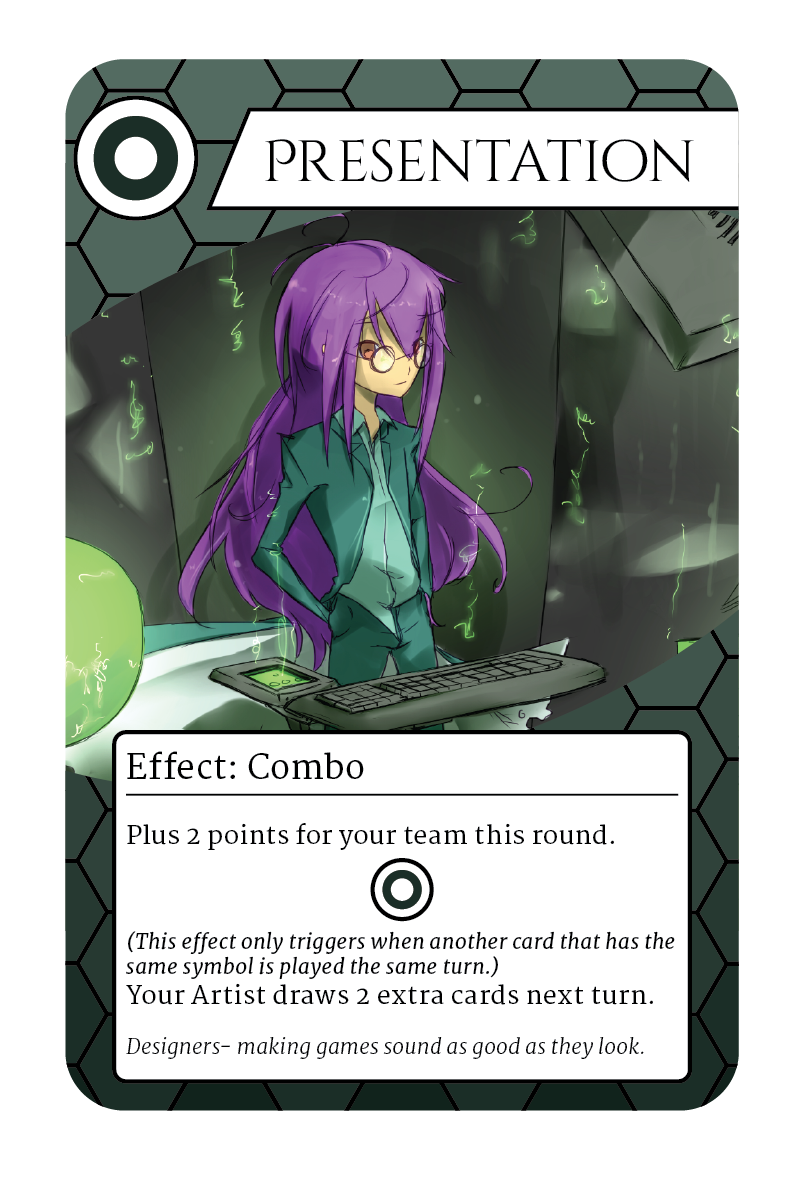 PRESENTATION
Effect: Combo
Plus 2 points for your team this round.
(This effect only triggers when another card that has the
same symbol is played the same turn.)
Your Artist draws 2 extra cards next turn.
Designers- making games sound as good as they look.